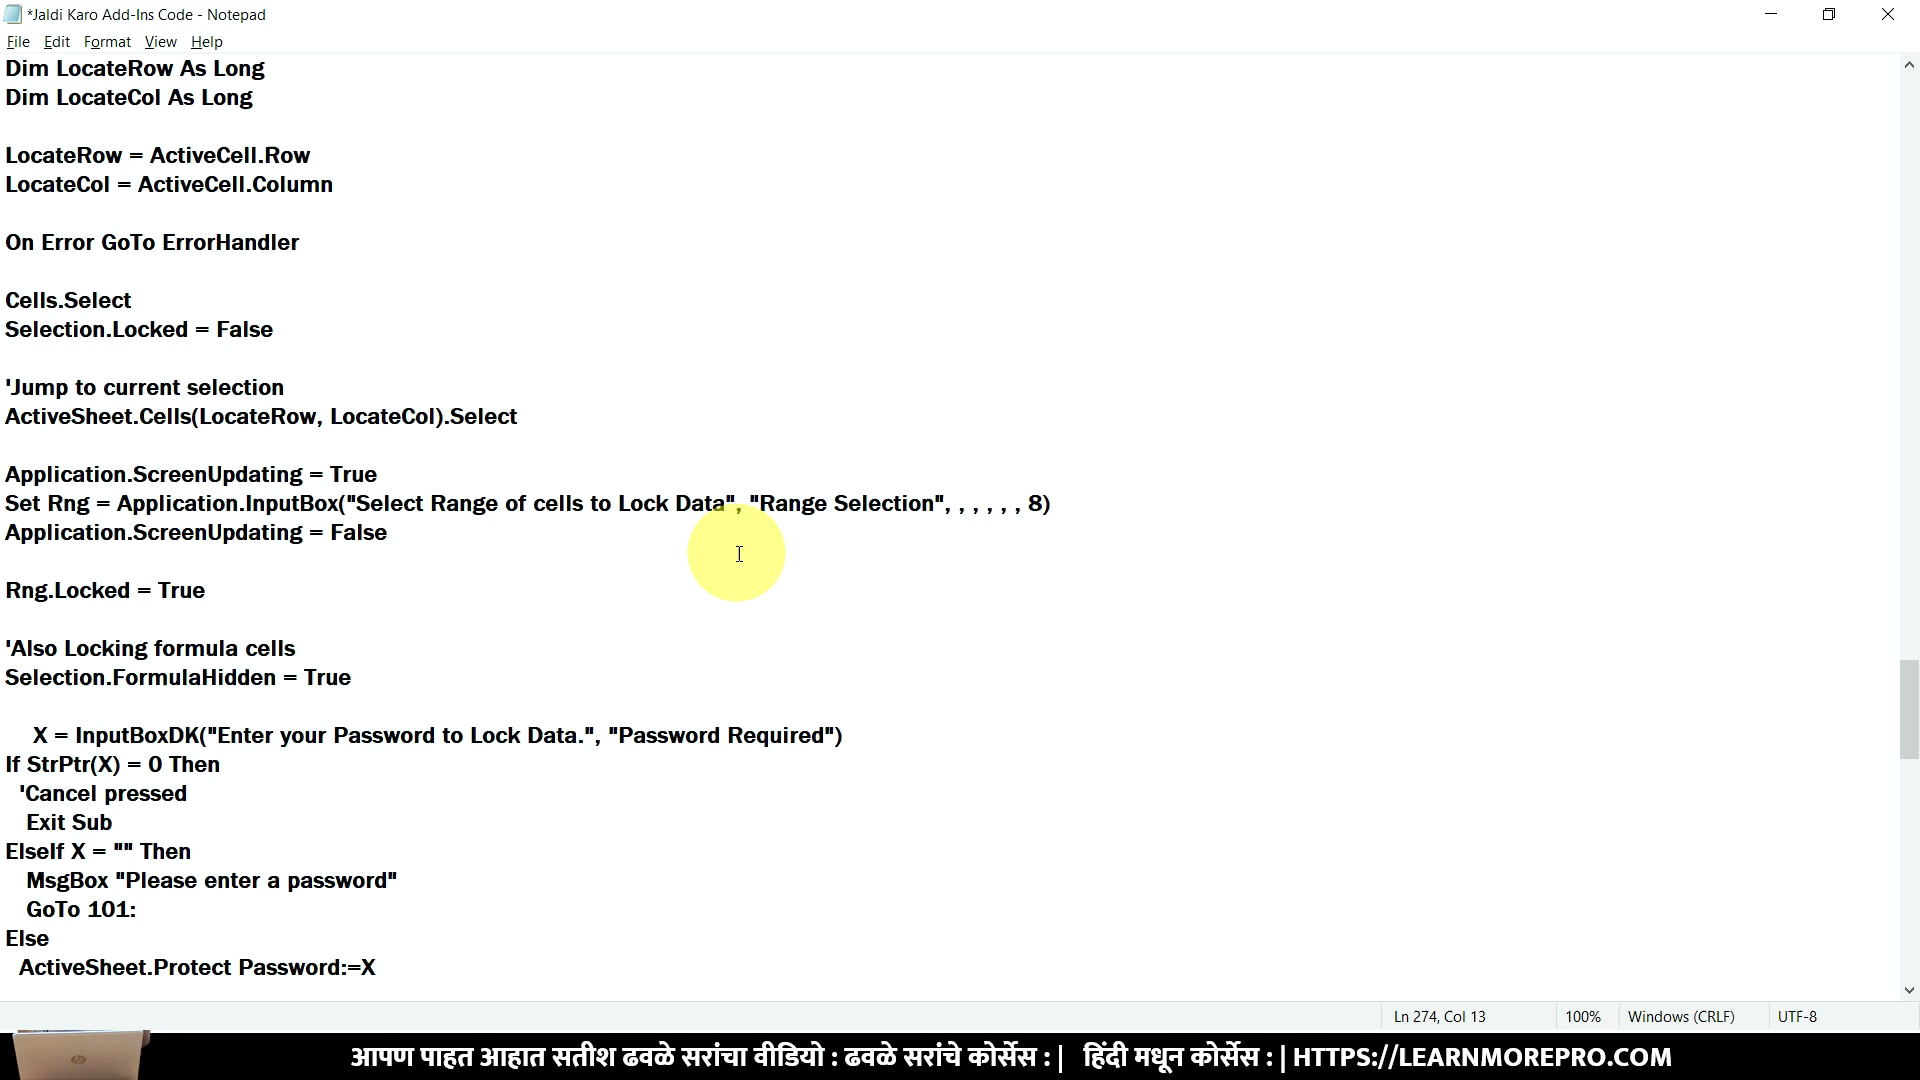 *Jaldi Karo Add-Ins Code - Notepad
File Edit Format View Help
Dim LocateRow As Long
Dim LocateCol As Long
LocateRow = ActiveCell.Row
LocateCol = ActiveCell.Column
On Error GoTo ErrorHandler
Cells.Select
Selection.Locked = False
'Jump to current selection
ActiveSheet.Cells(LocateRow, LocateCol).Select
Application.ScreenUpdating = True
Set Rng = Application.InputBox("Select Range of cells to Lock Data", "Range Selection", , , , , , 8)
Application.ScreenUpdating = False
Rng.Locked = True
'Also Locking formula cells
Selection.FormulaHidden = True
X = InputBoxDK("Enter your Password to Lock Data.", "Password Required")
If StrPtr(X) = 0 Then
'Cancel pressed
Exit Sub
ElseIf X = "" Then
MsgBox "Please enter a password"
GoTo 101:
Else
ActiveSheet.Protect Password:=X
Ln 274, Col 13 100% Windows (CRLF) UTF-8
आपण पाहत आहात सतीश ढवळे सरांचा वीडियो : ढवळे सरांचे कोर्सेस : | हिंदी मधून कोर्सेस : | HTTPS://LEARNMOREPRO.COM